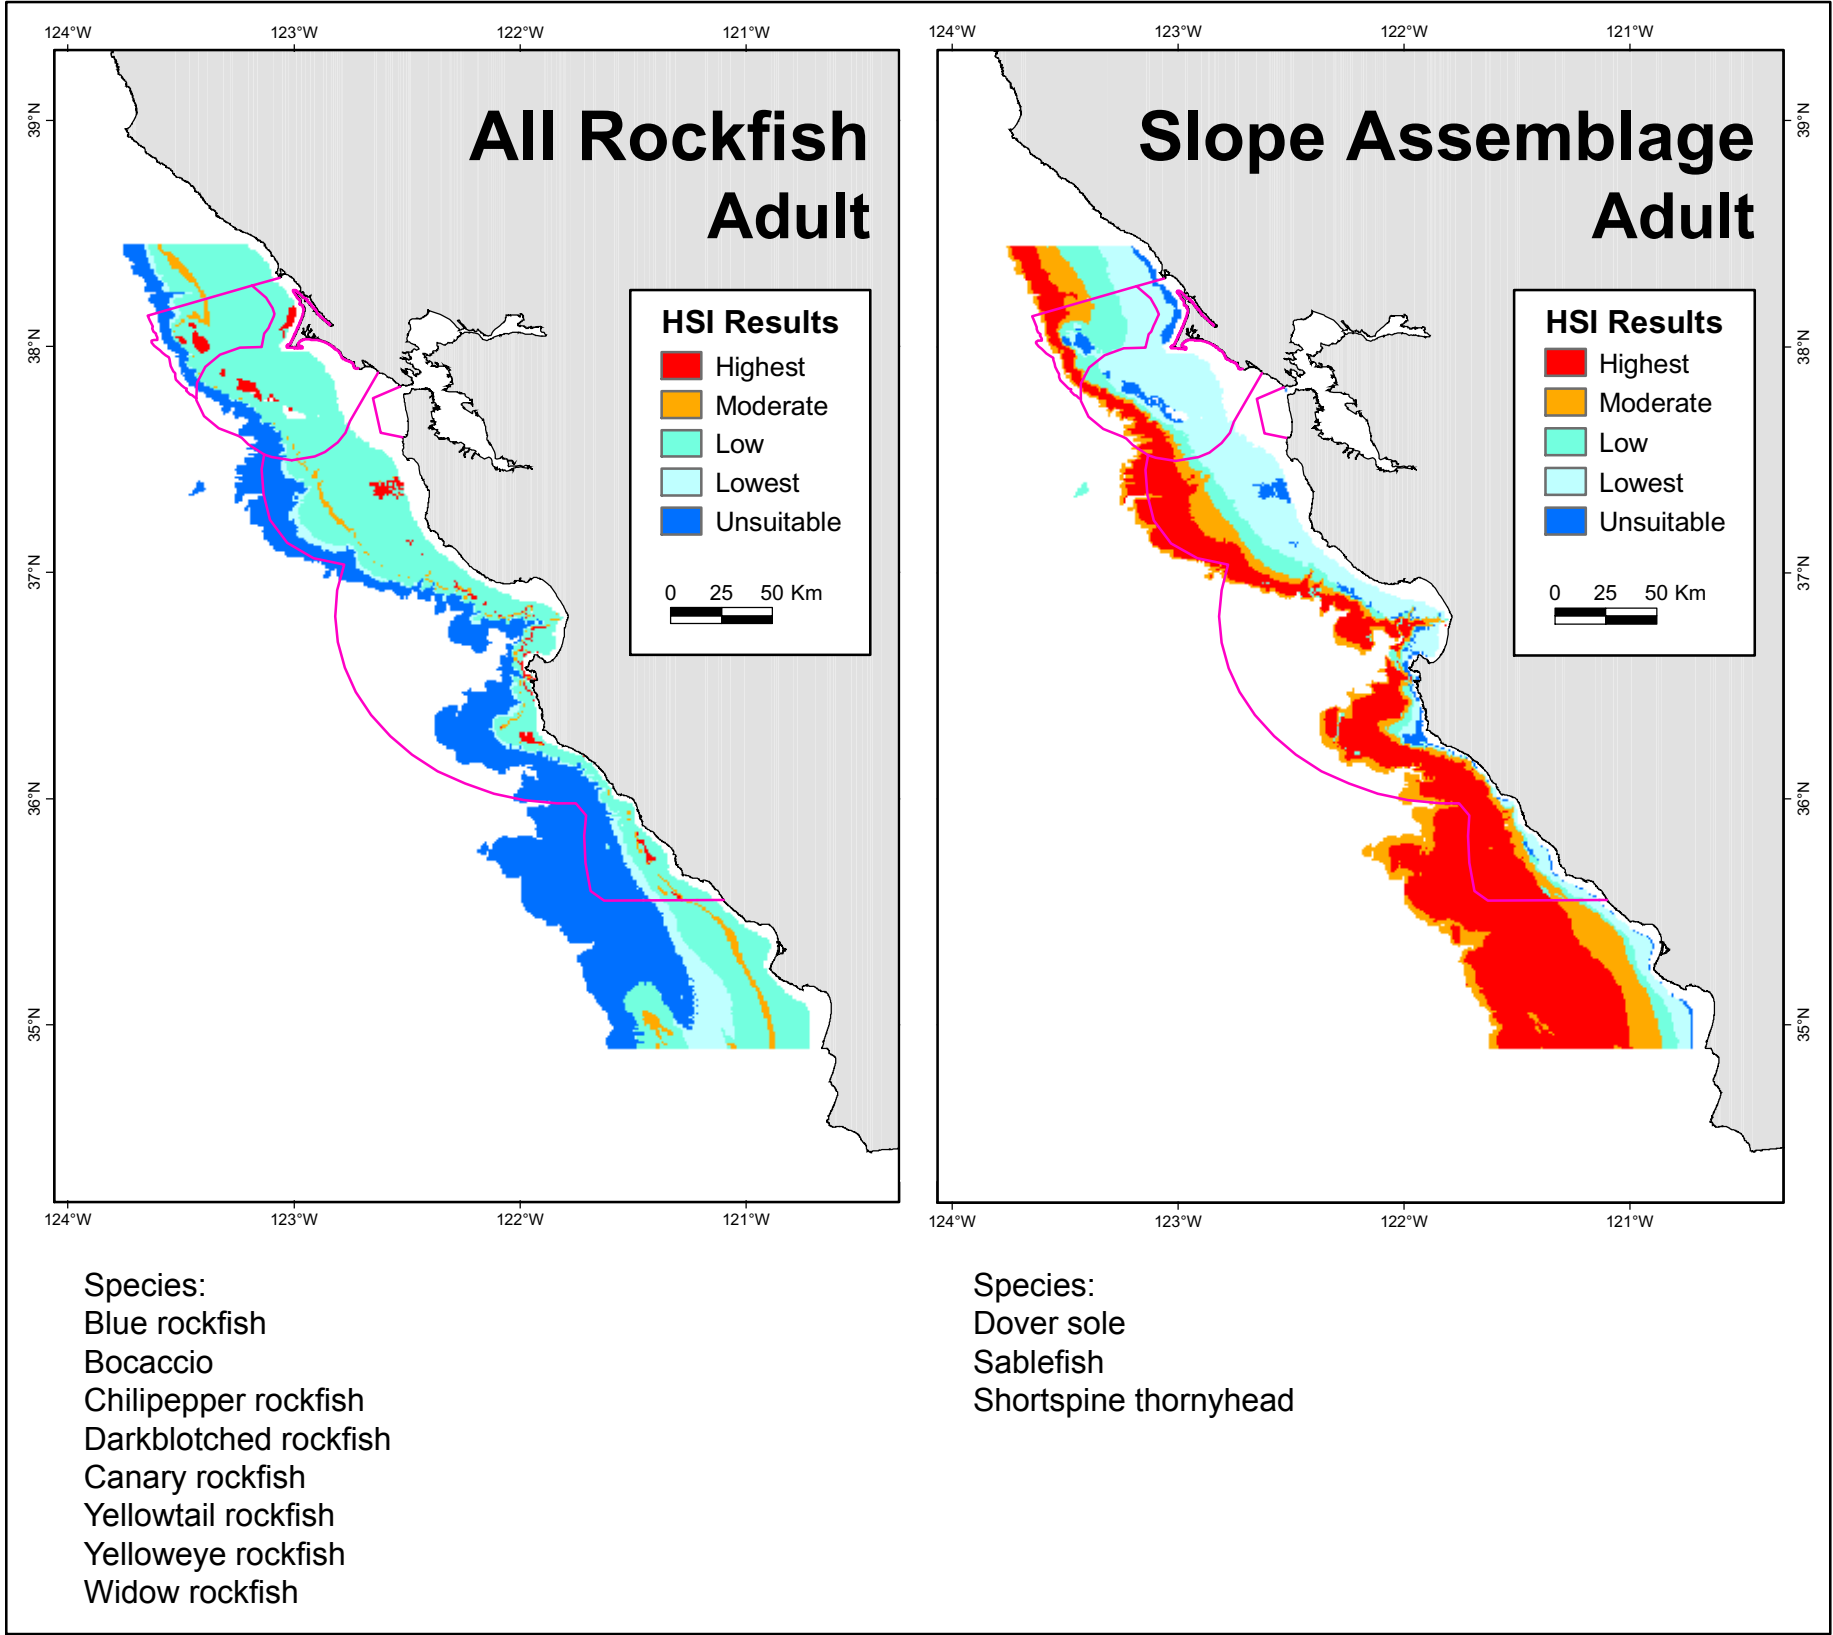 124°W
123°W
122°W
121°W
39°N
38°N
37°N
36°N
35°N
All Rockfish
Adult
HSI Results
Highest
Moderate
Low
Lowest
Unsuitable
0 25 50 Km
124°W
123°W
122°W
121°W
Species:
Blue rockfish
Bocaccio
Chilipepper rockfish
Darkblotched rockfish
Canary rockfish
Yellowtail rockfish
Yelloweye rockfish
Widow rockfish
124°W
123°W
122°W
121°W
Slope Assemblage
Adult
HSI Results
Highest
Moderate
Low
Lowest
Unsuitable
0 25 50 Km
39°N
38°N
37°N
36°N
35°N
124°W
123°W
122°W
121°W
Species:
Dover sole
Sablefish
Shortspine thornyhead